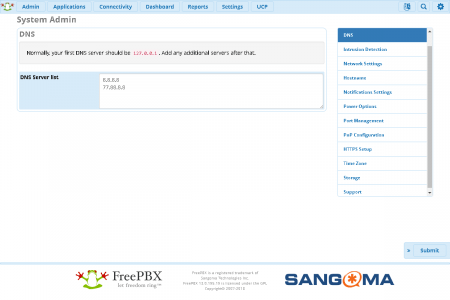 Admin Applications Connectivity Dashboard Reports Settings UCP
System Admin
DNS
Normally, your first DNS server should be 127.0.0.1 . Add any additional servers after that.
DNS Server list
8.8.8.8
77.88.8.8
DNS
Intrusion Detection
Network Settings
Hostname
Notifications Settings
Power Options
Port Management
PnP Configuration
HTTPS Setup
Time Zone
Storage
Support
» Submit
FreePBX
let freedom ring™
FreePBX is a registered trademark of
Sangoma Technologies Inc.
is licensed under the GPL
Copyright© 2007-2018
SANGOMA